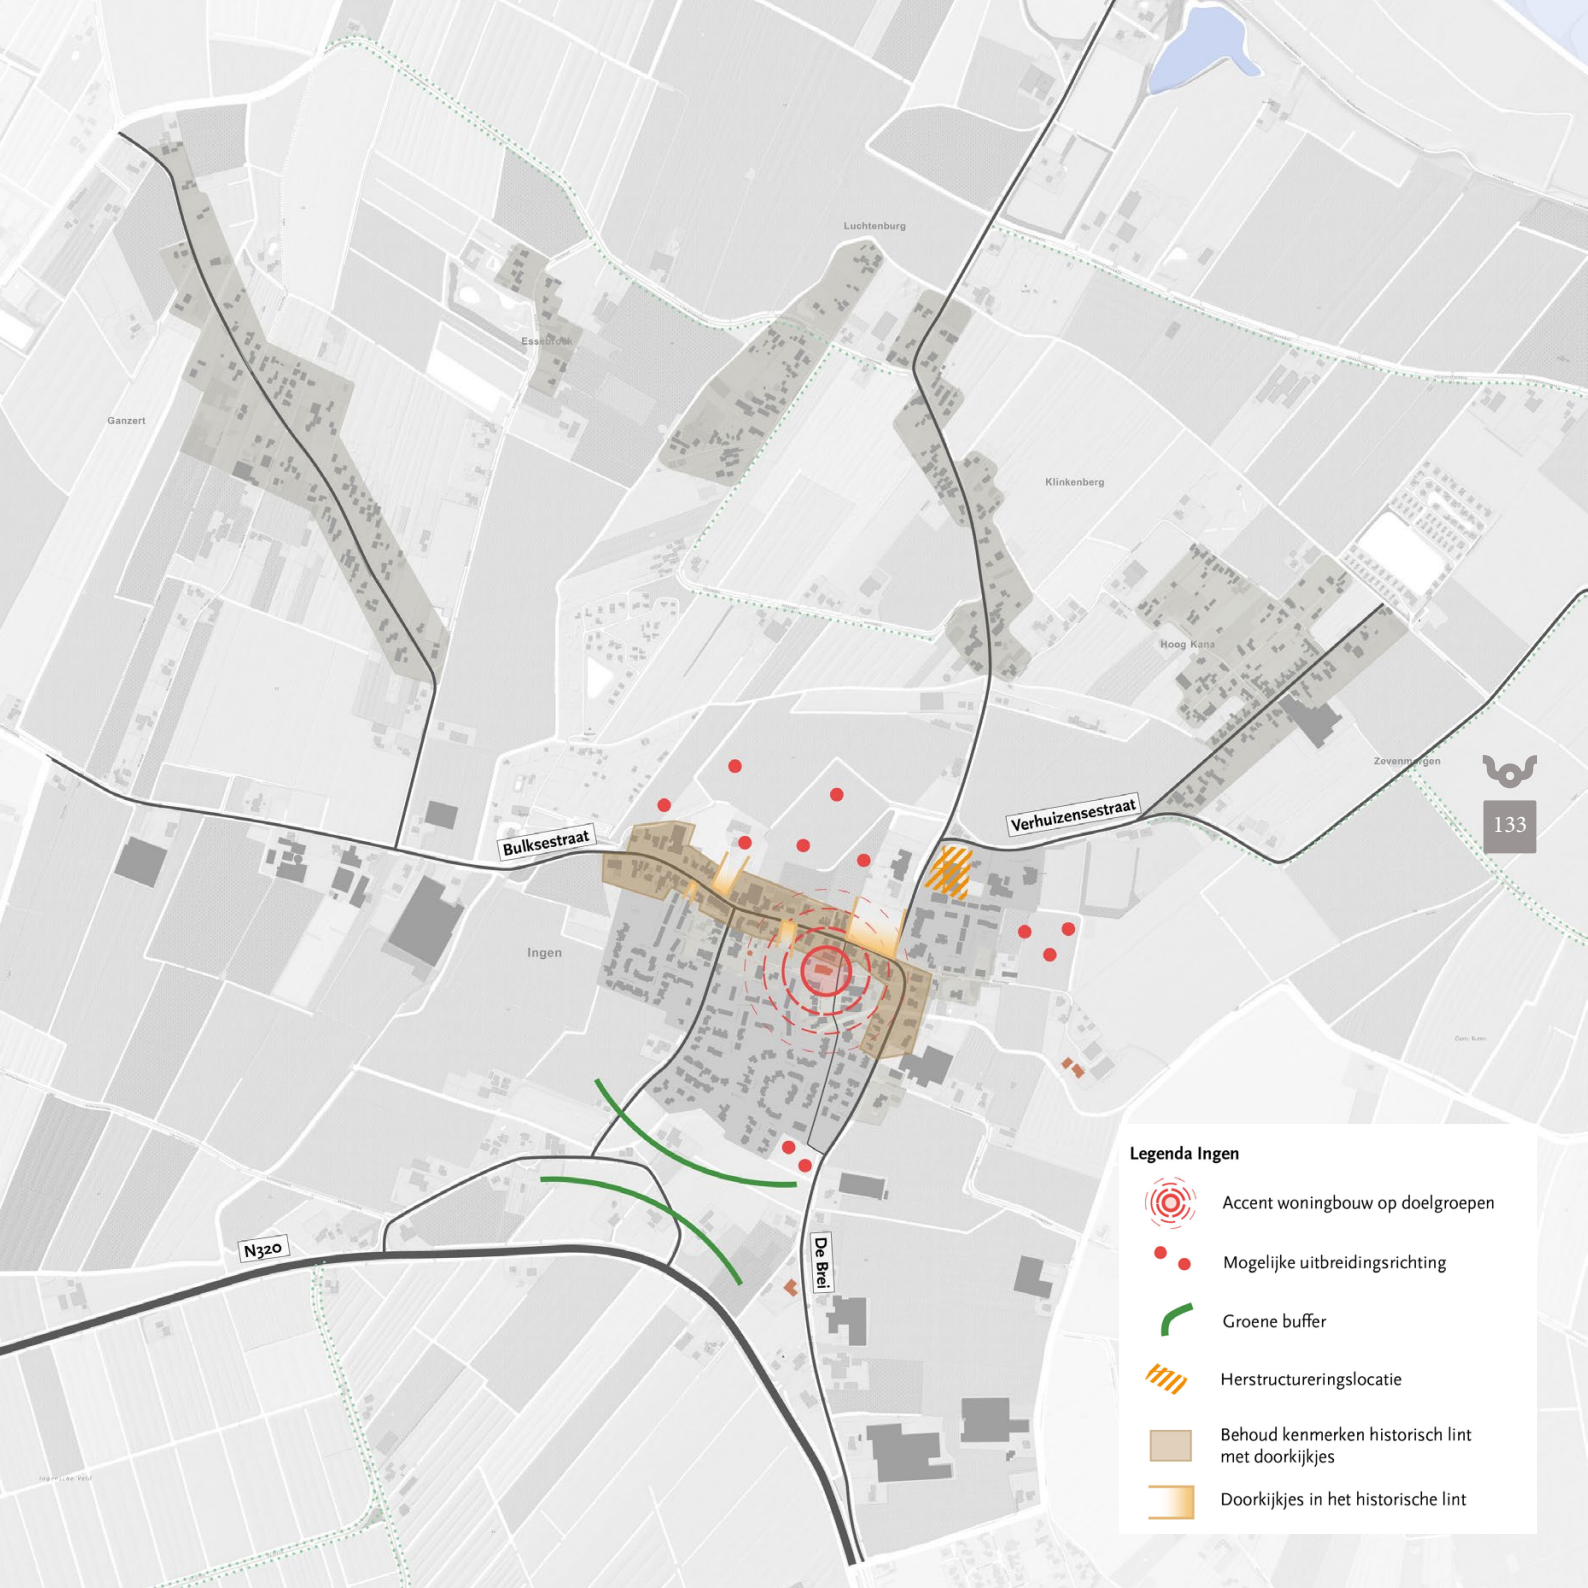 Luchtenburg
Essebroek
Ganzert
Klinkenberg
Hoog Kana
Zevenmorgen
133
Verhuizensestraat
Bulksestraat
Ingen
N320
De Brei
Legenda Ingen
Accent woningbouw op doelgroepen
Mogelijke uitbreidingsrichting
Groene buffer
Herstructureringslocatie
Behoud kenmerken historisch lint
met doorkijkjes
Doorkijkjes in het historische lint